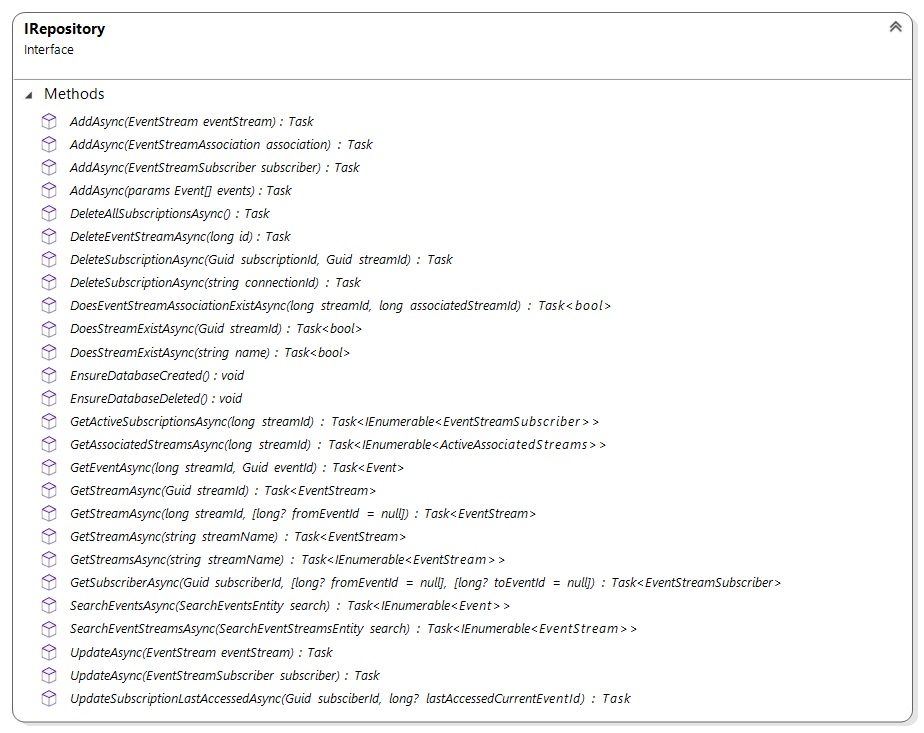 IRepository
Interface
Methods
AddAsync(EventStream eventStream) : Task
AddAsync(EventStreamAssociation association) : Task
AddAsync(EventStreamSubscriber subscriber) : Task
AddAsync(params Event[] events) : Task
DeleteAllSubscriptionsAsync() : Task
DeleteEventStreamAsync(long id) : Task
DeleteSubscriptionAsync(Guid subscriptionId, Guid streamId) : Task
DeleteSubscriptionAsync(string connectionId) : Task
DoesEventStreamAssociationExistAsync(long streamId, long associatedStreamId) : Task<bool>
DoesStreamExistAsync(Guid streamId) : Task<bool>
DoesStreamExistAsync(string name) : Task<bool>
EnsureDatabaseCreated() : void
EnsureDatabaseDeleted() : void
GetActiveSubscriptionsAsync(long streamId) : Task<IEnumerable<EventStreamSubscriber>>
GetAssociatedStreamsAsync(long streamId) : Task<IEnumerable<ActiveAssociatedStreams>>
GetEventAsync(long streamId, Guid eventId) : Task<Event>
GetStreamAsync(Guid streamId) : Task<EventStream>
GetStreamAsync(long streamId, [long? fromEventId = null]) : Task<EventStream>
GetStreamAsync(string streamName) : Task<EventStream>
GetStreamsAsync(string streamName) : Task<IEnumerable<EventStream>>
GetSubscriberAsync(Guid subscriberId, [long? fromEventId = null], [long? toEventId = null]) : Task<EventStreamSubscriber>
SearchEventsAsync(SearchEventsEntity search) : Task<IEnumerable<Event>>
SearchEventStreamsAsync(SearchEventStreamsEntity search) : Task<IEnumerable<EventStream>>
UpdateAsync(EventStream eventStream) : Task
UpdateAsync(EventStreamSubscriber subscriber) : Task
UpdateSubscriptionLastAccessedAsync(Guid subsciberId, long? lastAccessedCurrentEventId) : Task